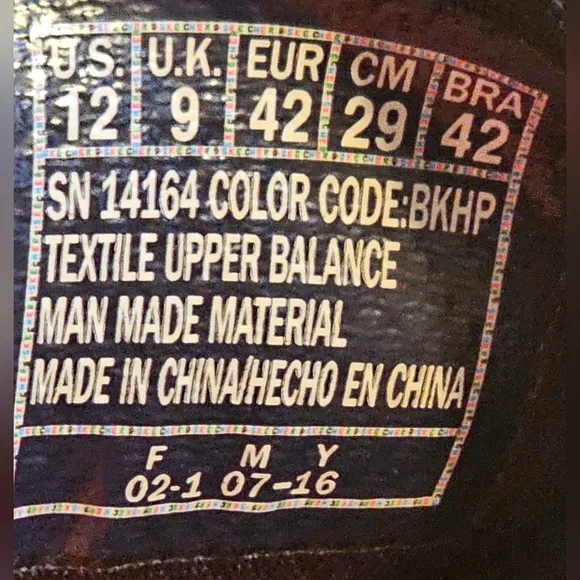 U.S. U.K. EUR CM BRA
12 9 42 29 42
SN 14164 COLOR CODE:BKHP
TEXTILE UPPER BALANCE
MAN MADE MATERIAL
MADE IN CHINA/HECHO EN CHINA
F M Y
02-1 07-16